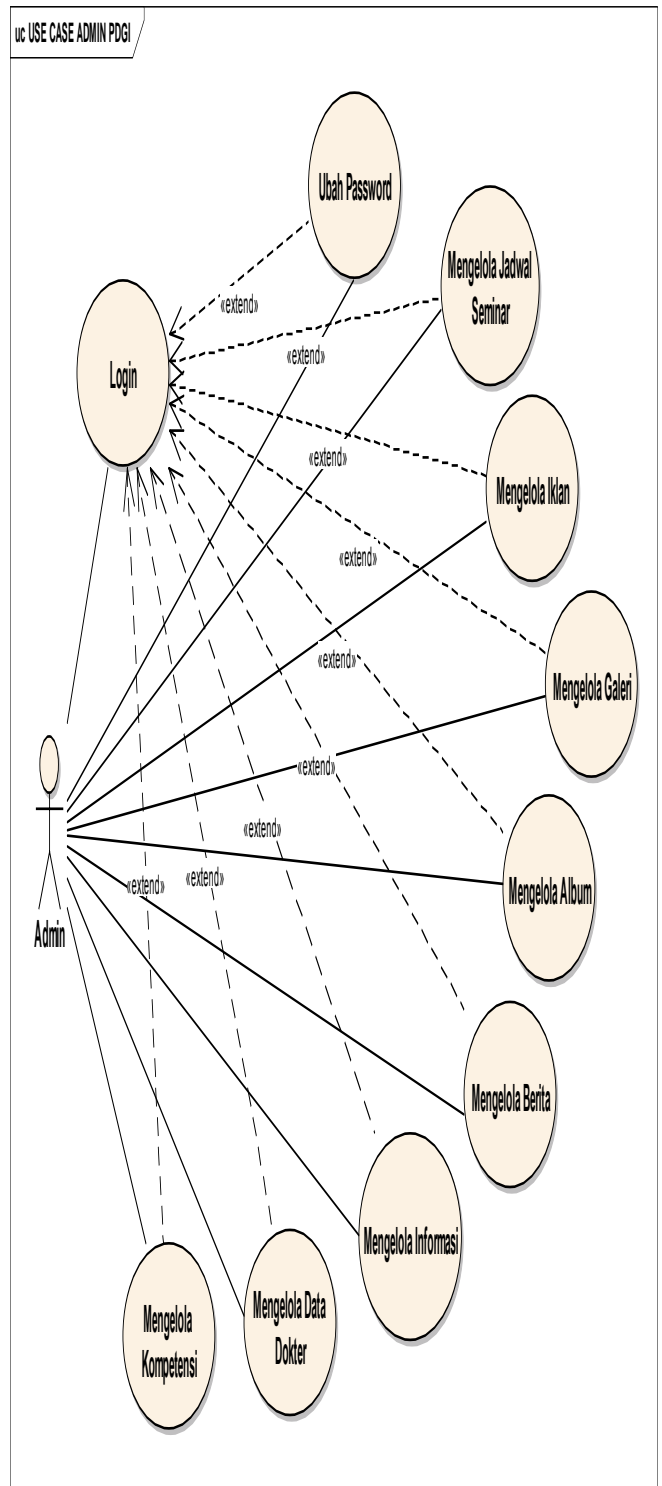 uc USE CASE ADMIN PDGI
Ubah Password
Mengelola Jadwal
Seminar
«extend»
«extend»
Login
«extend»
Mengelola Iklan
«extend»
«extend»
Mengelola Galeri
«extend»
«extend»
«extend»
«extend»
Mengelola Album
Admin
Mengelola Berita
Mengelola Informasi
Mengelola Data
Dokter
Mengelola
Kompetensi